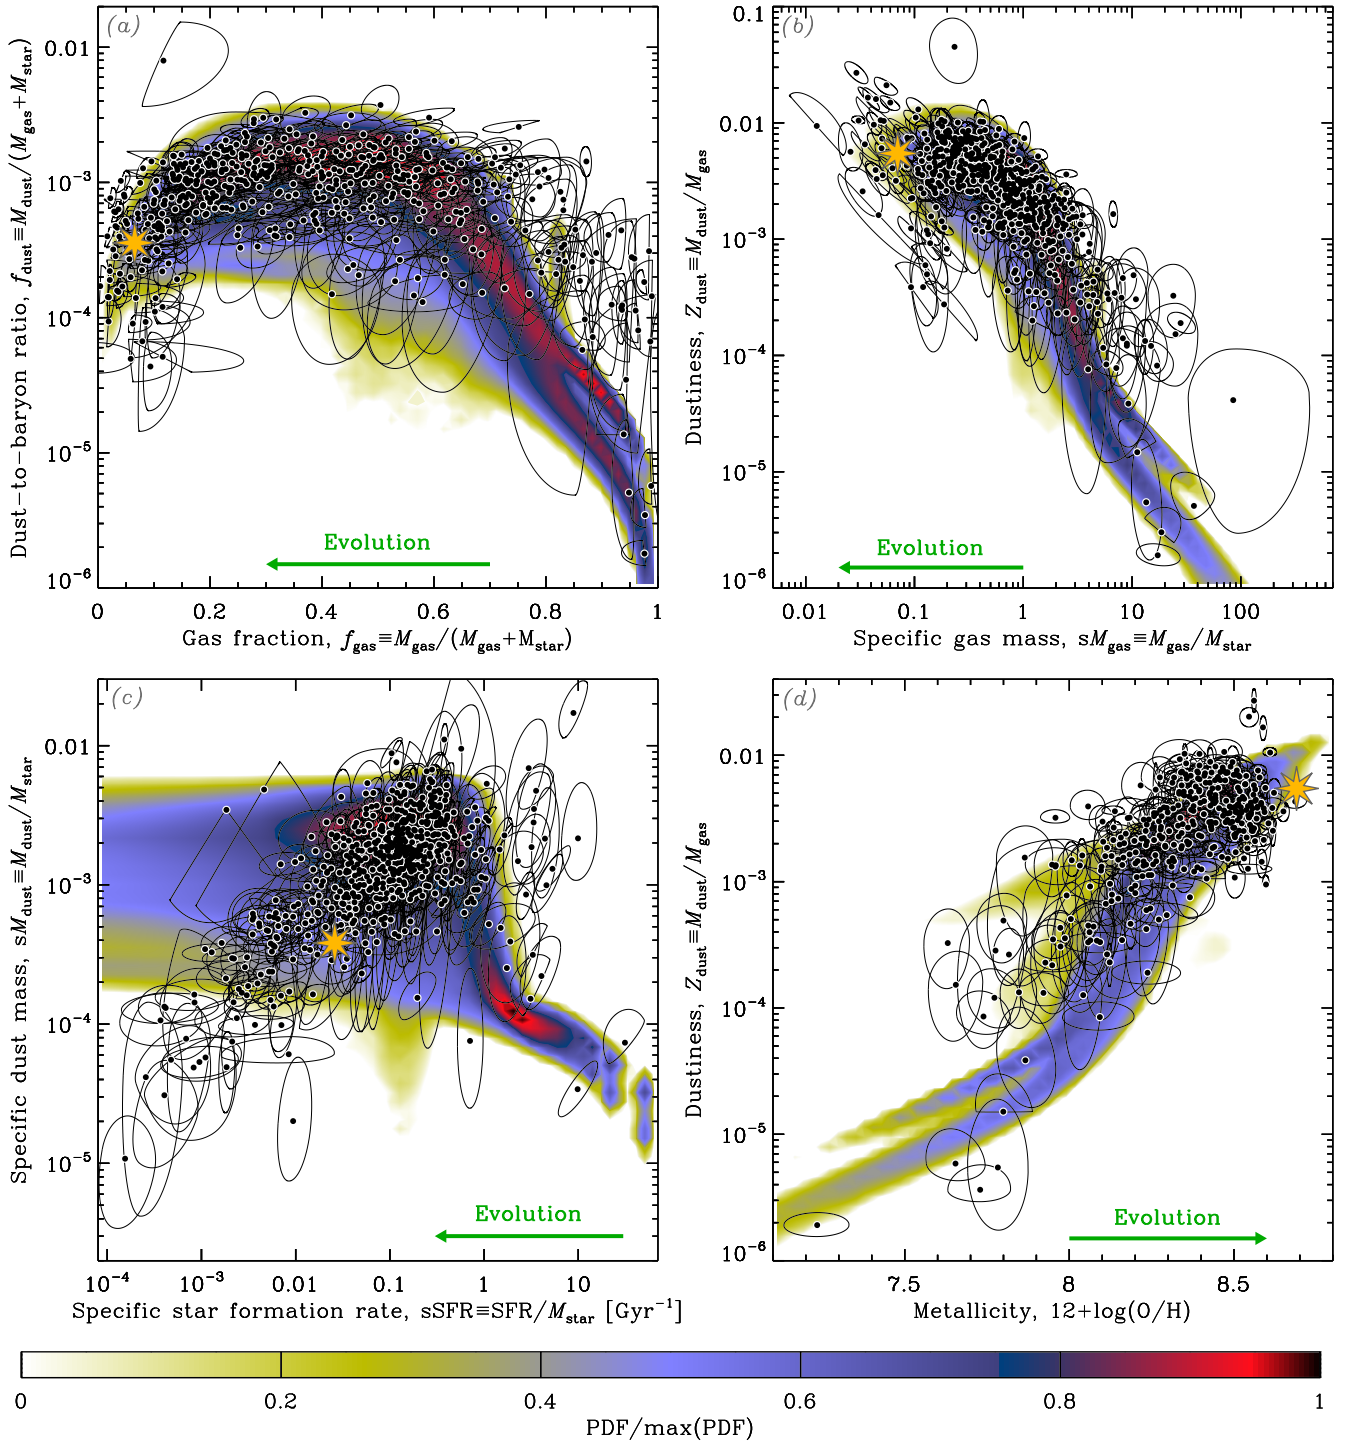 (a)
0.01
10⁻³
10⁻⁴
10⁻⁵
10⁻⁶
Dust-to-baryon ratio, f_dust≡M_dust/(M_gas+M_star)
Evolution
0 0.2 0.4 0.6 0.8 1
Gas fraction, f_gas≡M_gas/(M_gas+M_star)
(b)
0.1
0.01
10⁻³
10⁻⁴
10⁻⁵
10⁻⁶
Dustiness, Z_dust≡M_dust/M_gas
Evolution
0.01 0.1 1 10 100
Specific gas mass, sM_gas≡M_gas/M_star
(c)
0.01
10⁻³
10⁻⁴
10⁻⁵
Specific dust mass, sM_dust≡M_dust/M_star
Evolution
10⁻⁴ 10⁻³ 0.01 0.1 1 10
Specific star formation rate, sSFR≡SFR/M_star [Gyr⁻¹]
(d)
0.01
10⁻³
10⁻⁴
10⁻⁵
10⁻⁶
Dustiness, Z_dust≡M_dust/M_gas
Evolution
7.5 8 8.5
Metallicity, 12+log(O/H)
0 0.2 0.4 0.6 0.8 1
PDF/max(PDF)